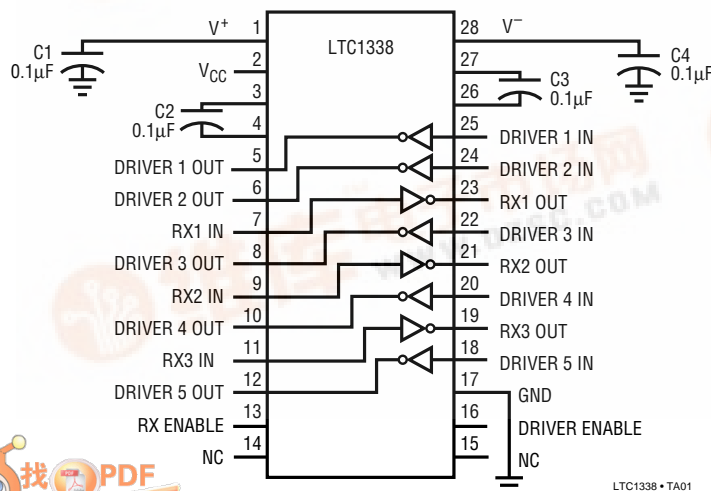 V+ 1 28 V−
LTC1338
C1
0.1µF
2 27
VCC
C4
0.1µF
3 26
C3
0.1µF
C2
0.1µF
4 25 DRIVER 1 IN
DRIVER 1 OUT 5 24 DRIVER 2 IN
DRIVER 2 OUT 6 23 RX1 OUT
RX1 IN 7 22 DRIVER 3 IN
DRIVER 3 OUT 8 21 RX2 OUT
RX2 IN 9 20 DRIVER 4 IN
DRIVER 4 OUT 10 19 RX3 OUT
RX3 IN 11 18 DRIVER 5 IN
DRIVER 5 OUT 12 17 GND
RX ENABLE 13 16 DRIVER ENABLE
NC 14 15 NC
找 PDF
LTC1338 • TA01